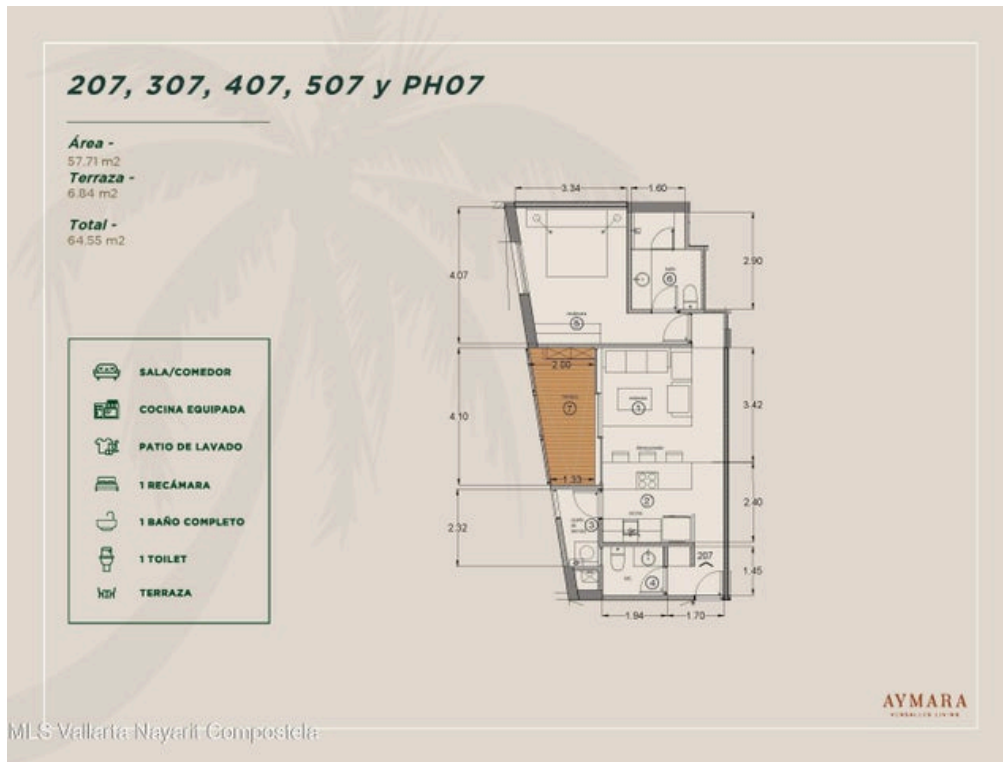 207, 307, 407, 507 y PH07
Área -
57.71 m2
Terraza -
6.84 m2
Total -
64.55 m2
SALA/COMEDOR
COCINA EQUIPADA
PATIO DE LAVADO
1 RECÁMARA
1 BAÑO COMPLETO
1 TOILET
TERRAZA
3.34
1.60
4.07
2.90
6
5
2.00
7
1
4.10
3.42
1.33
2
2.40
3
2.32
207
4
1.45
1.94
1.70
AYMARA
VERSALLES LIVING
MLS Vallarta Nayarit Compostela